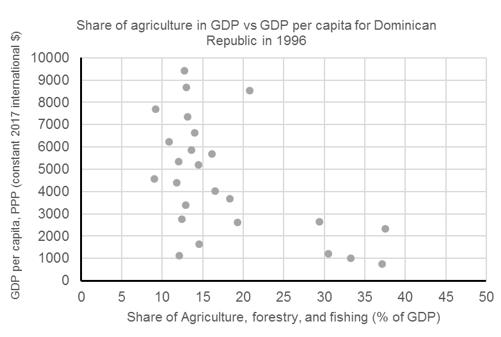 Share of agriculture in GDP vs GDP per capita for Dominican
Republic in 1996
GDP per capita, PPP (constant 2017 international $)
10000
9000
8000
7000
6000
5000
4000
3000
2000
1000
0
0 5 10 15 20 25 30 35 40 45 50
Share of Agriculture, forestry, and fishing (% of GDP)